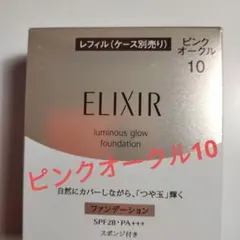 レフィル(ケース別売り)
ピンク
オークル
10
ELIXIR
luminous glow
foundation
ピンクオークル10
自然にカバーしながら、「つや玉」輝く
ファンデーション
SPF28・PA+++
スポンジ付き